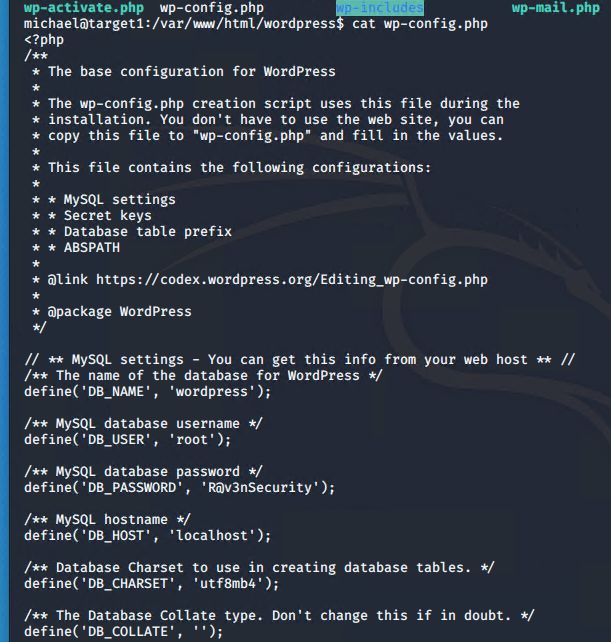 wp-activate.php  wp-config.php         wp-includes           wp-mail.php
michael@target1:/var/www/html/wordpress$ cat wp-config.php
<?php
/**
 * The base configuration for WordPress
 *
 * The wp-config.php creation script uses this file during the
 * installation. You don't have to use the web site, you can
 * copy this file to "wp-config.php" and fill in the values.
 *
 * This file contains the following configurations:
 *
 * * MySQL settings
 * * Secret keys
 * * Database table prefix
 * * ABSPATH
 *
 * @link https://codex.wordpress.org/Editing_wp-config.php
 *
 * @package WordPress
 */

// ** MySQL settings - You can get this info from your web host ** //
/** The name of the database for WordPress */
define('DB_NAME', 'wordpress');

/** MySQL database username */
define('DB_USER', 'root');

/** MySQL database password */
define('DB_PASSWORD', 'R@v3nSecurity');

/** MySQL hostname */
define('DB_HOST', 'localhost');

/** Database Charset to use in creating database tables. */
define('DB_CHARSET', 'utf8mb4');

/** The Database Collate type. Don't change this if in doubt. */
define('DB_COLLATE', '');